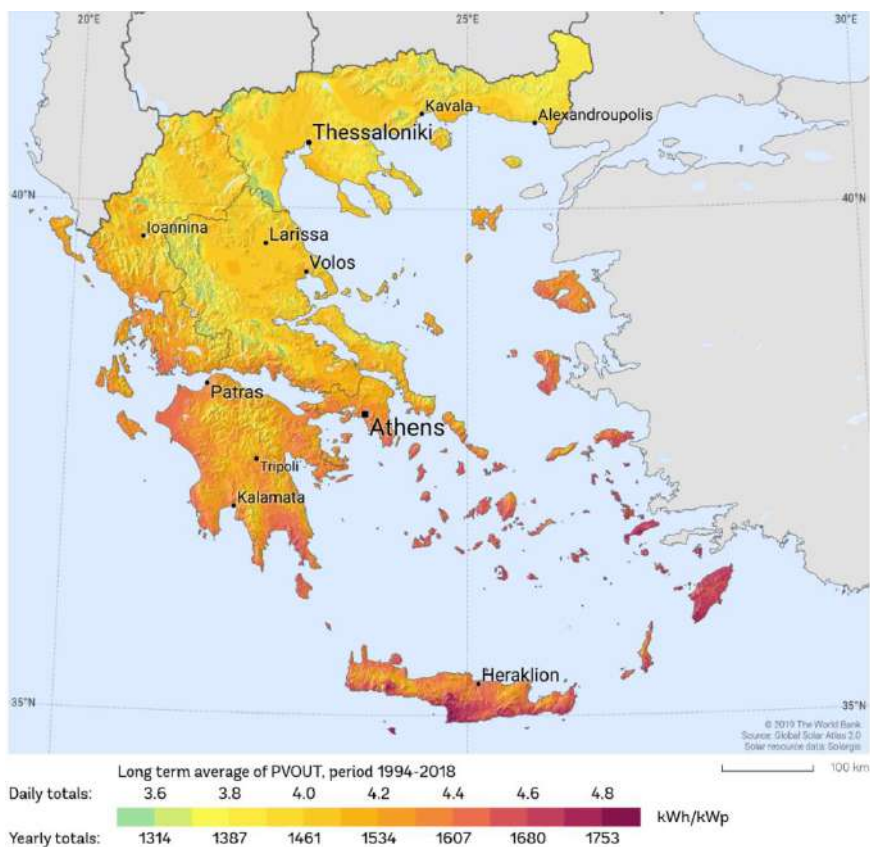 20°E 25°E 30°E
Kavala
Alexandroupolis
Thessaloniki
40°N 40°N
Ioannina
Larissa
Volos
Patras
Athens
Tripoli
Kalamata
Heraklion
35°N 35°N
© 2019 The World Bank
Source: Global Solar Atlas 2.0
Solar resource data: Solargis
100 km
Long term average of PVOUT, period 1994-2018
Daily totals: 3.6 3.8 4.0 4.2 4.4 4.6 4.8
kWh/kWp
Yearly totals: 1314 1387 1461 1534 1607 1680 1753